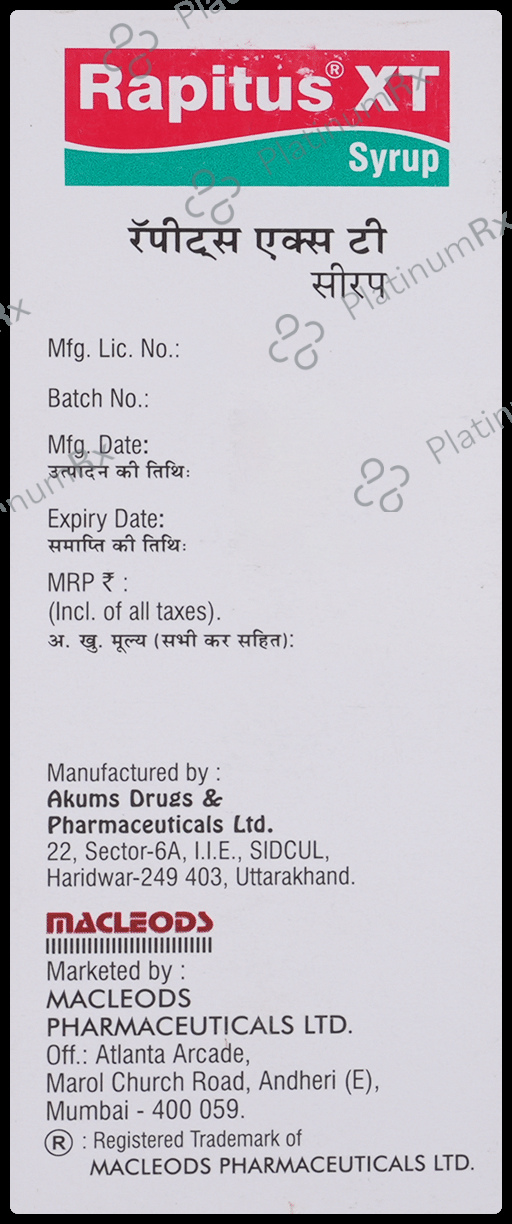 Rapitus® XT
Syrup
रॅपीट्स एक्स टी
सीरप
Mfg. Lic. No.:
Batch No.:
Mfg. Date:
उत्पादन की तिथि:
Expiry Date:
समाप्ति की तिथि:
MRP ₹ :
(Incl. of all taxes).
अ. खु. मूल्य (सभी कर सहित):
Manufactured by :
Akums Drugs &
Pharmaceuticals Ltd.
22, Sector-6A, I.I.E., SIDCUL,
Haridwar-249 403, Uttarakhand.
MACLEODS
Marketed by :
MACLEODS
PHARMACEUTICALS LTD.
Off.: Atlanta Arcade,
Marol Church Road, Andheri (E),
Mumbai - 400 059.
® : Registered Trademark of
MACLEODS PHARMACEUTICALS LTD.
PlatinumRx
PlatinumRx
PlatinumRx